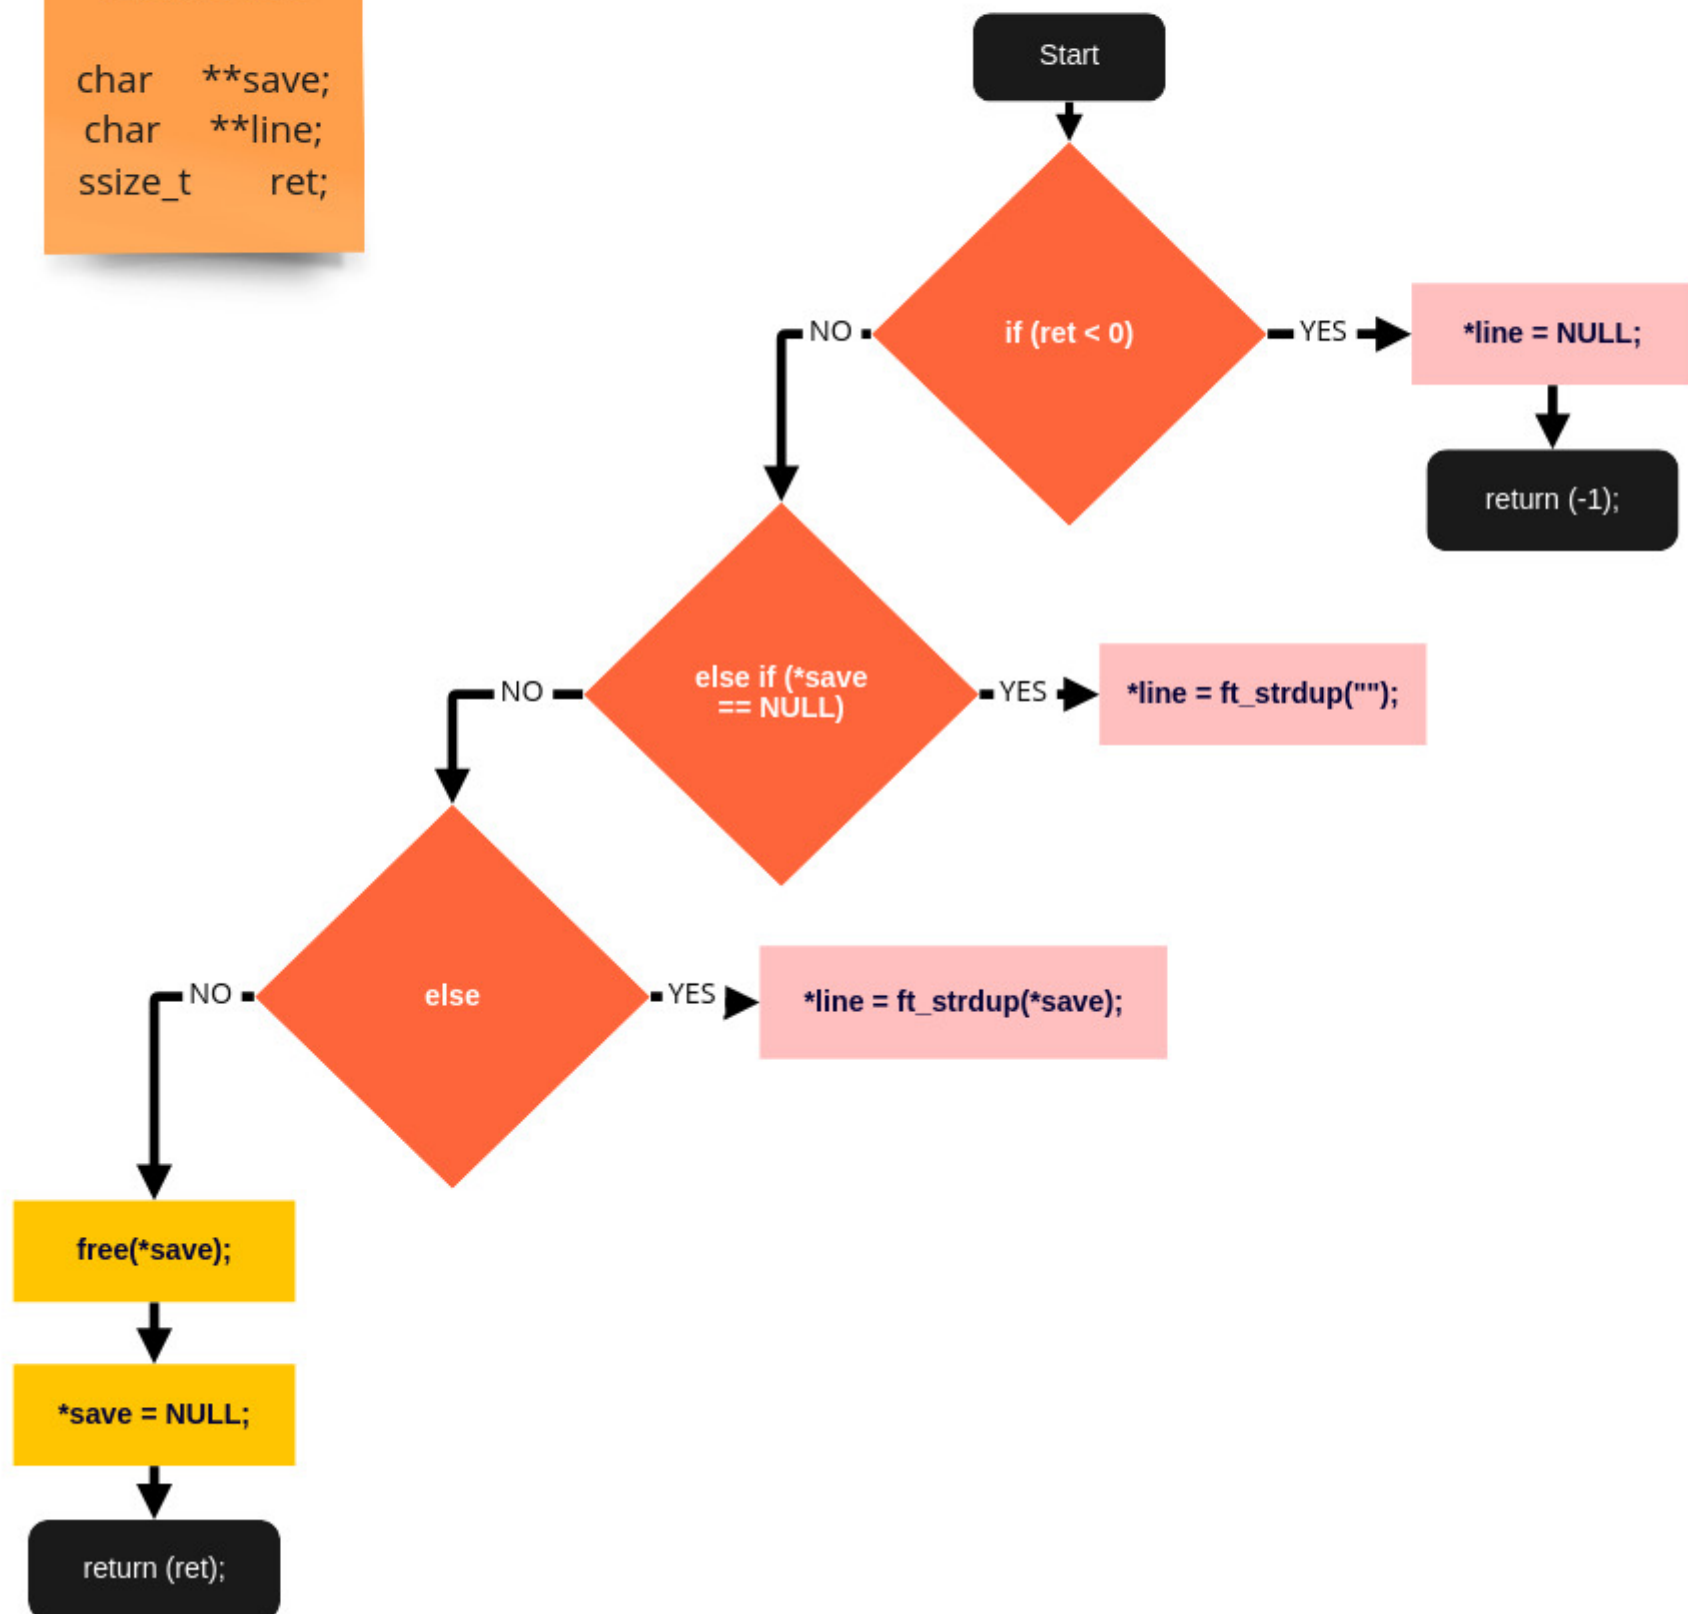 char **save;
char **line;
ssize_t ret;
Start
if (ret < 0)
NO
YES
*line = NULL;
return (-1);
else if (*save
== NULL)
NO
YES
*line = ft_strdup("");
else
NO
YES
*line = ft_strdup(*save);
free(*save);
*save = NULL;
return (ret);